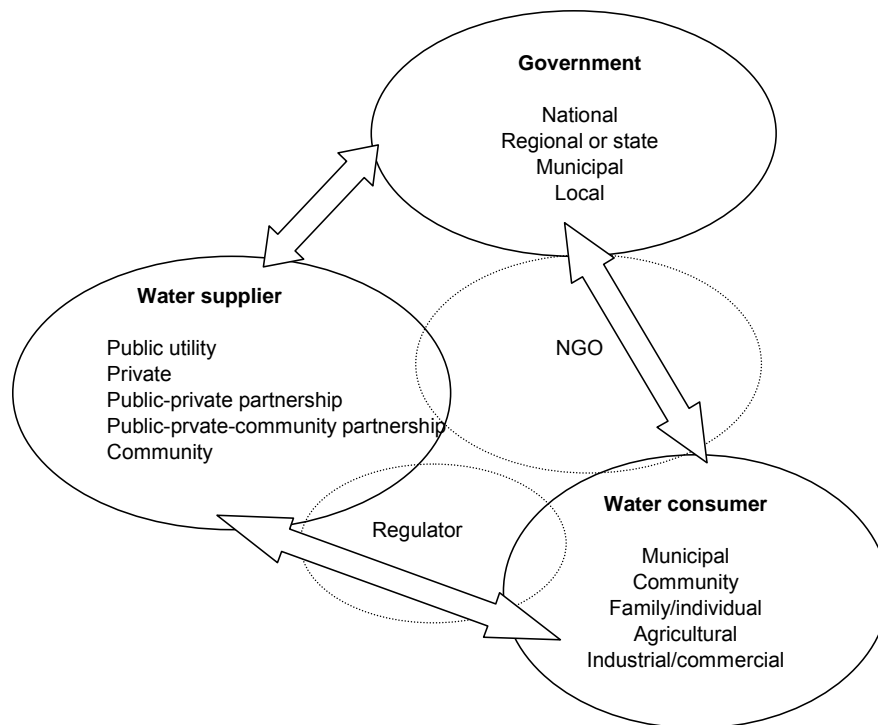 Government
National
Regional or state
Municipal
Local
Water supplier
Public utility
Private
Public-private partnership
Public-prvate-community partnership
Community
NGO
Regulator
Water consumer
Municipal
Community
Family/individual
Agricultural
Industrial/commercial